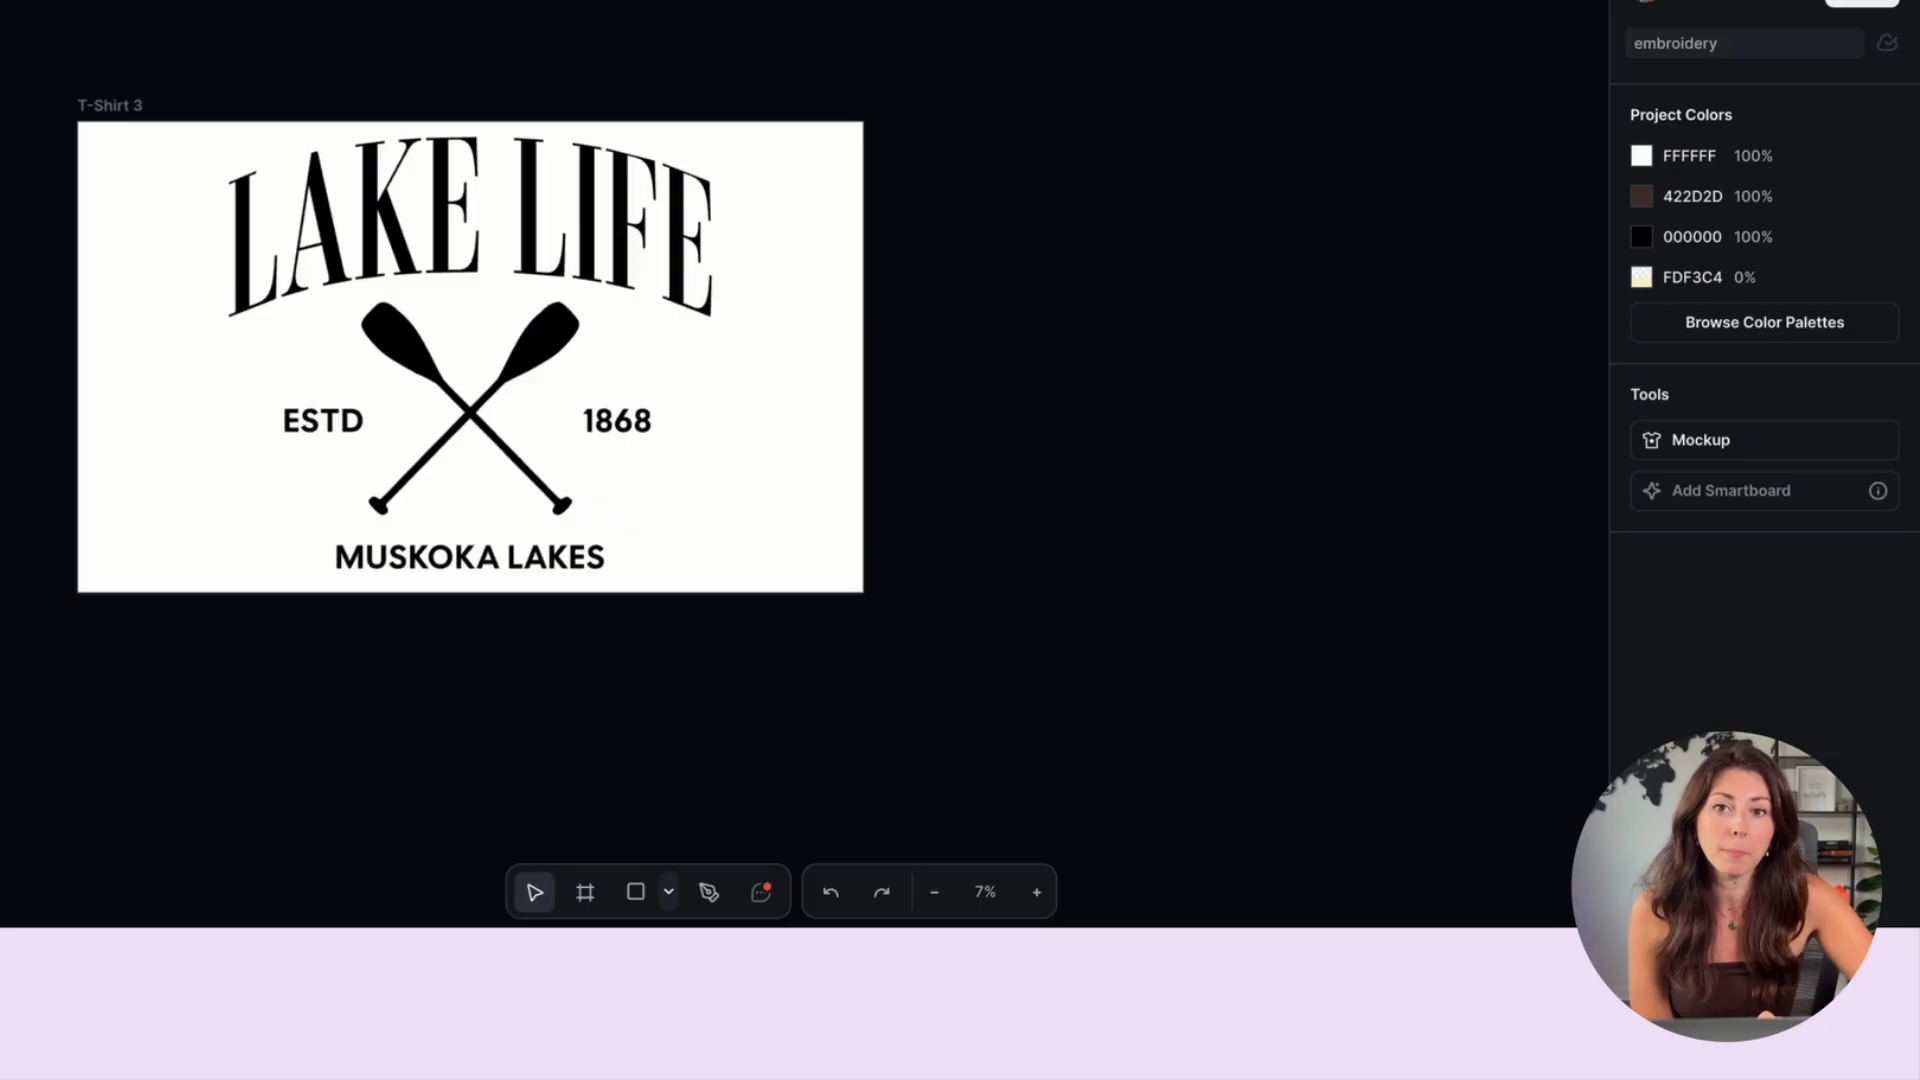 embroidery
T-Shirt 3
LAKE LIFE
ESTD 1868
MUSKOKA LAKES
Project Colors
FFFFFF 100%
422D2D 100%
000000 100%
FDF3C4 0%
Browse Color Palettes
Tools
Mockup
Add Smartboard
7%